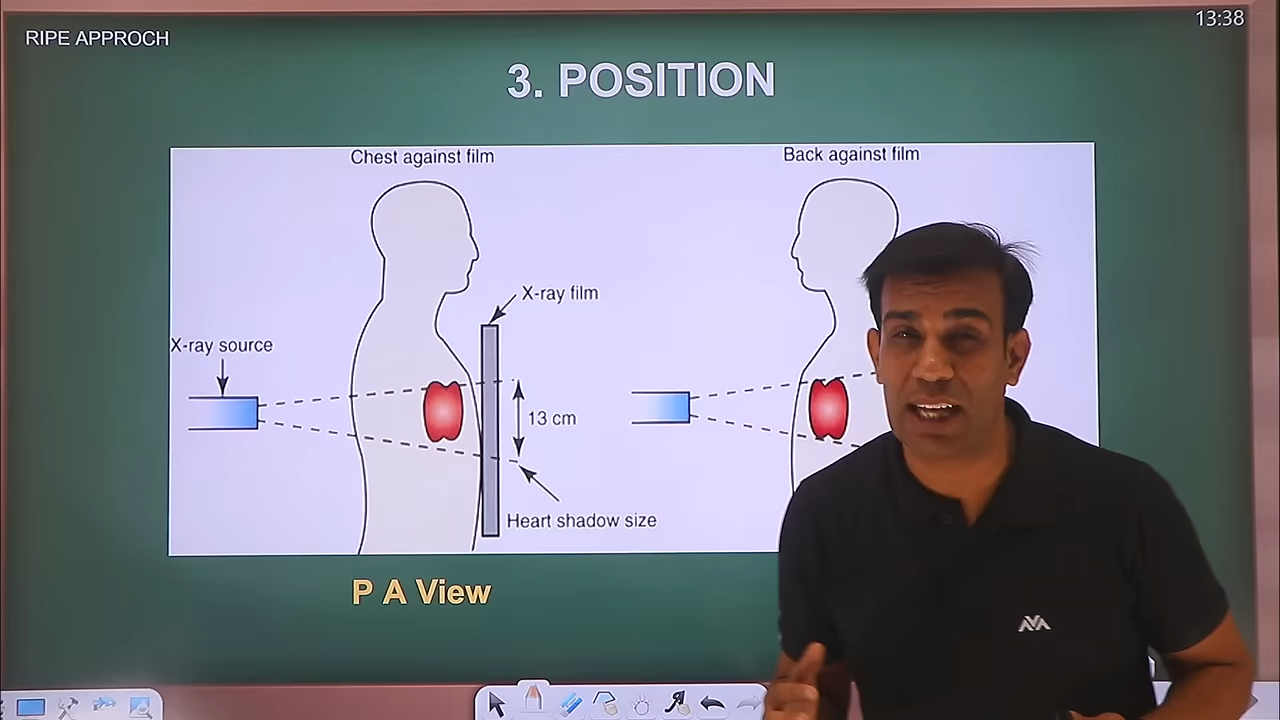 RIPE APPROCH
13:38
3. POSITION
Chest against film
Back against film
X-ray film
X-ray source
13 cm
Heart shadow size
P A View